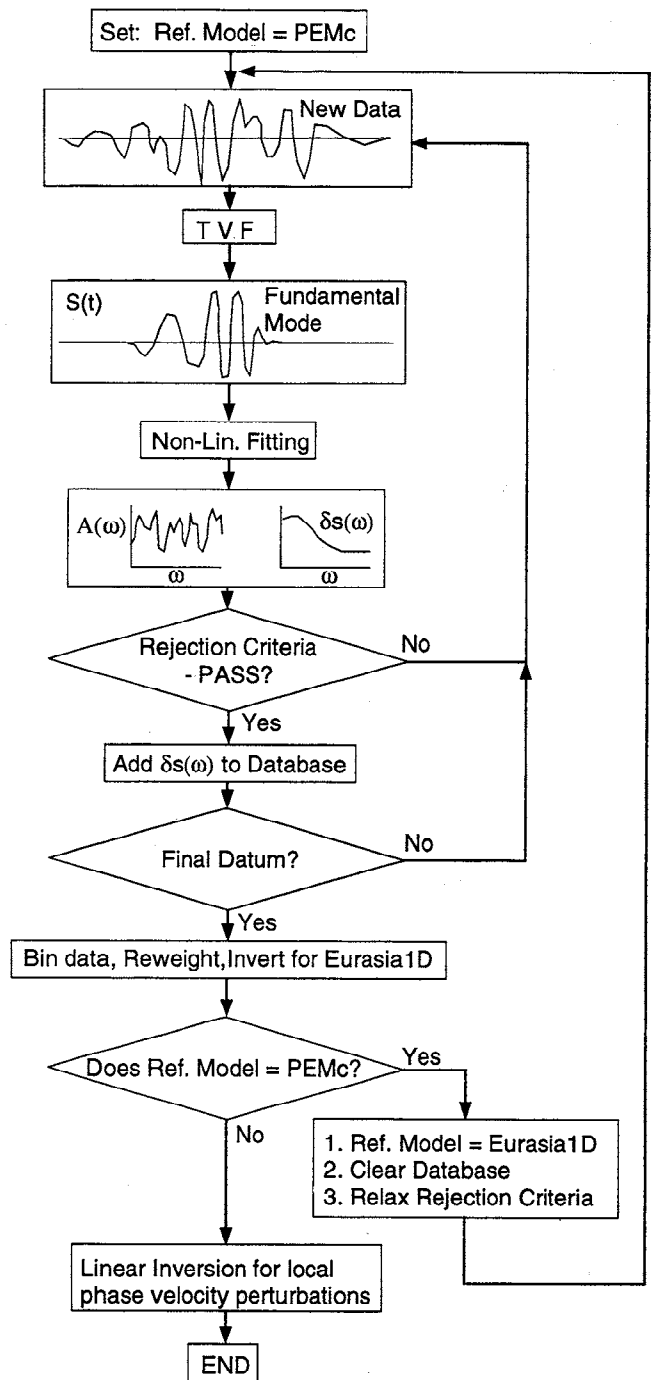 Set: Ref. Model = PEMc
New Data
T V F
S(t)
Fundamental
Mode
Non-Lin. Fitting
A(ω)
ω
δs(ω)
ω
Rejection Criteria
- PASS?
No
Yes
Add δs(ω) to Database
Final Datum?
No
Yes
Bin data, Reweight,Invert for Eurasia1D
Does Ref. Model = PEMc?
Yes
No
1. Ref. Model = Eurasia1D
2. Clear Database
3. Relax Rejection Criteria
Linear Inversion for local
phase velocity perturbations
END